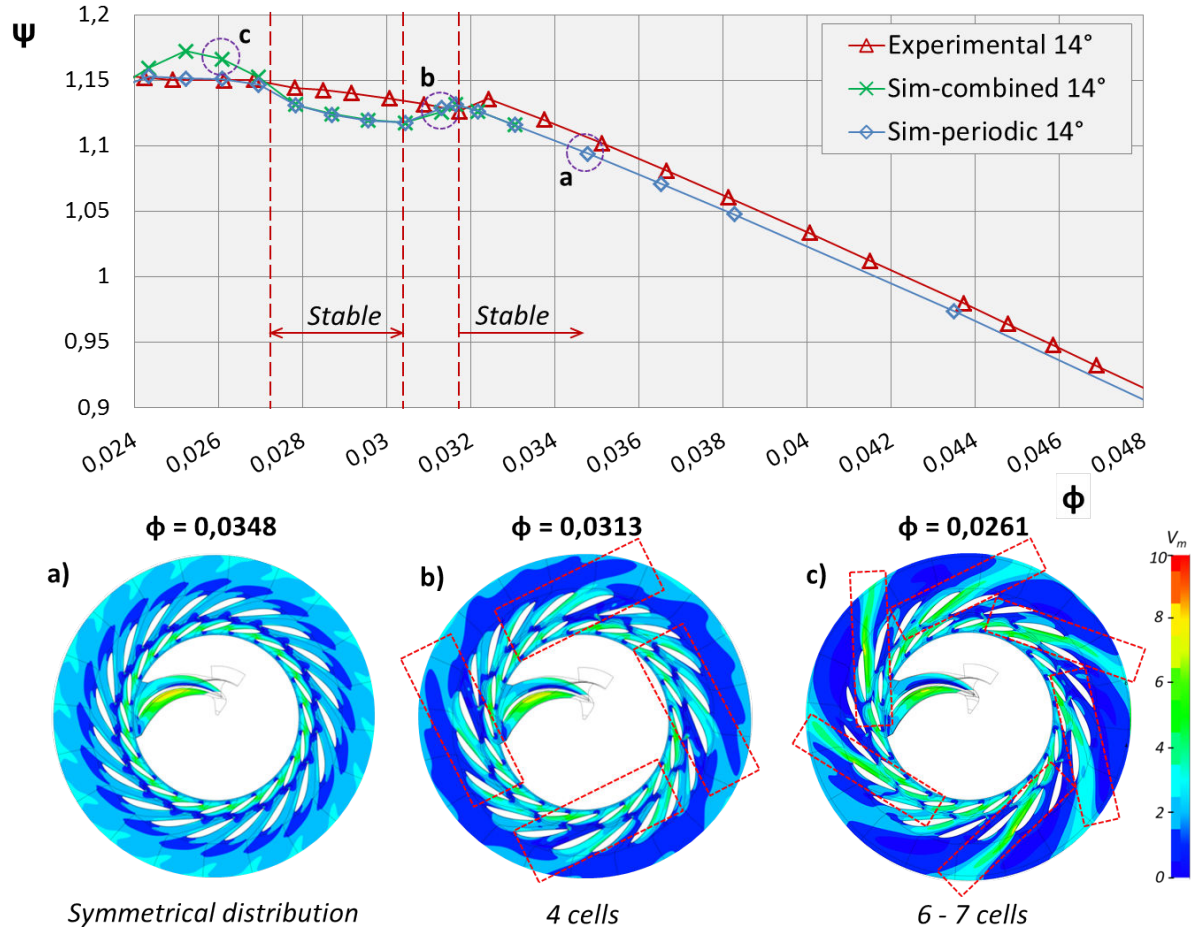 Ψ
1,2
1,15
1,1
1,05
1
0,95
0,9
c
b
a
Experimental 14°
Sim-combined 14°
Sim-periodic 14°
Stable
Stable
0,024
0,026
0,028
0,03
0,032
0,034
0,036
0,038
0,04
0,042
0,044
0,046
0,048
ϕ
ϕ = 0,0348
ϕ = 0,0313
ϕ = 0,0261
a)
b)
c)
Vm
10
8
6
4
2
0
Symmetrical distribution
4 cells
6 - 7 cells